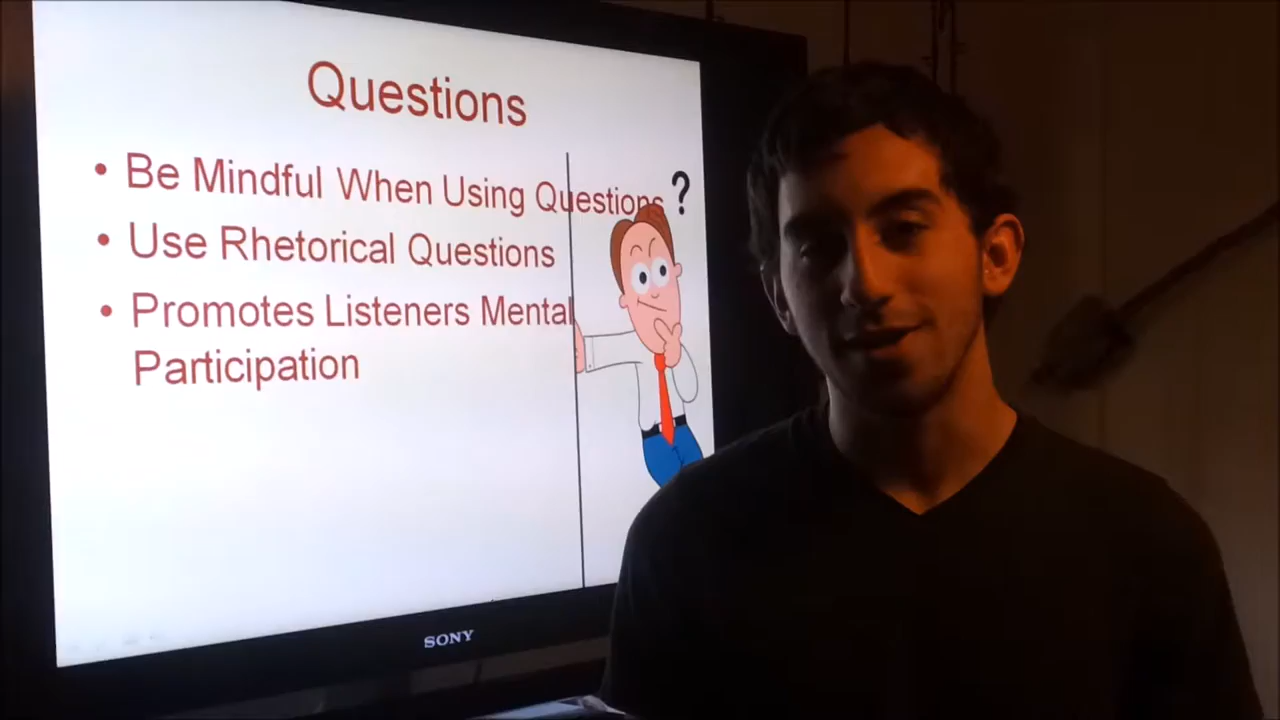 Questions
• Be Mindful When Using Questions ?
• Use Rhetorical Questions
• Promotes Listeners Mental
Participation
SONY